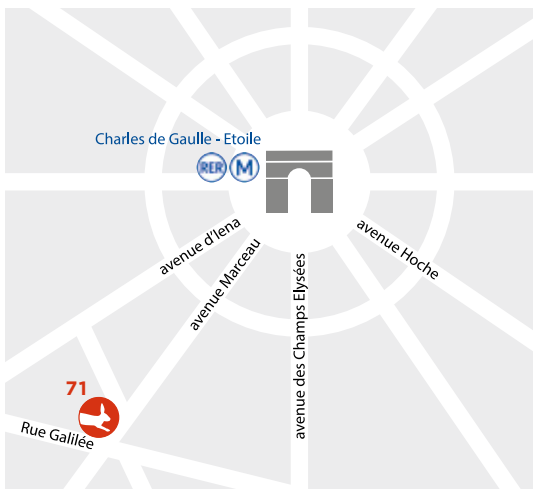 Charles de Gaulle - Etoile
RER M
avenue d'Iena
avenue Marceau
avenue des Champs Elysées
avenue Hoche
71
Rue Galilée